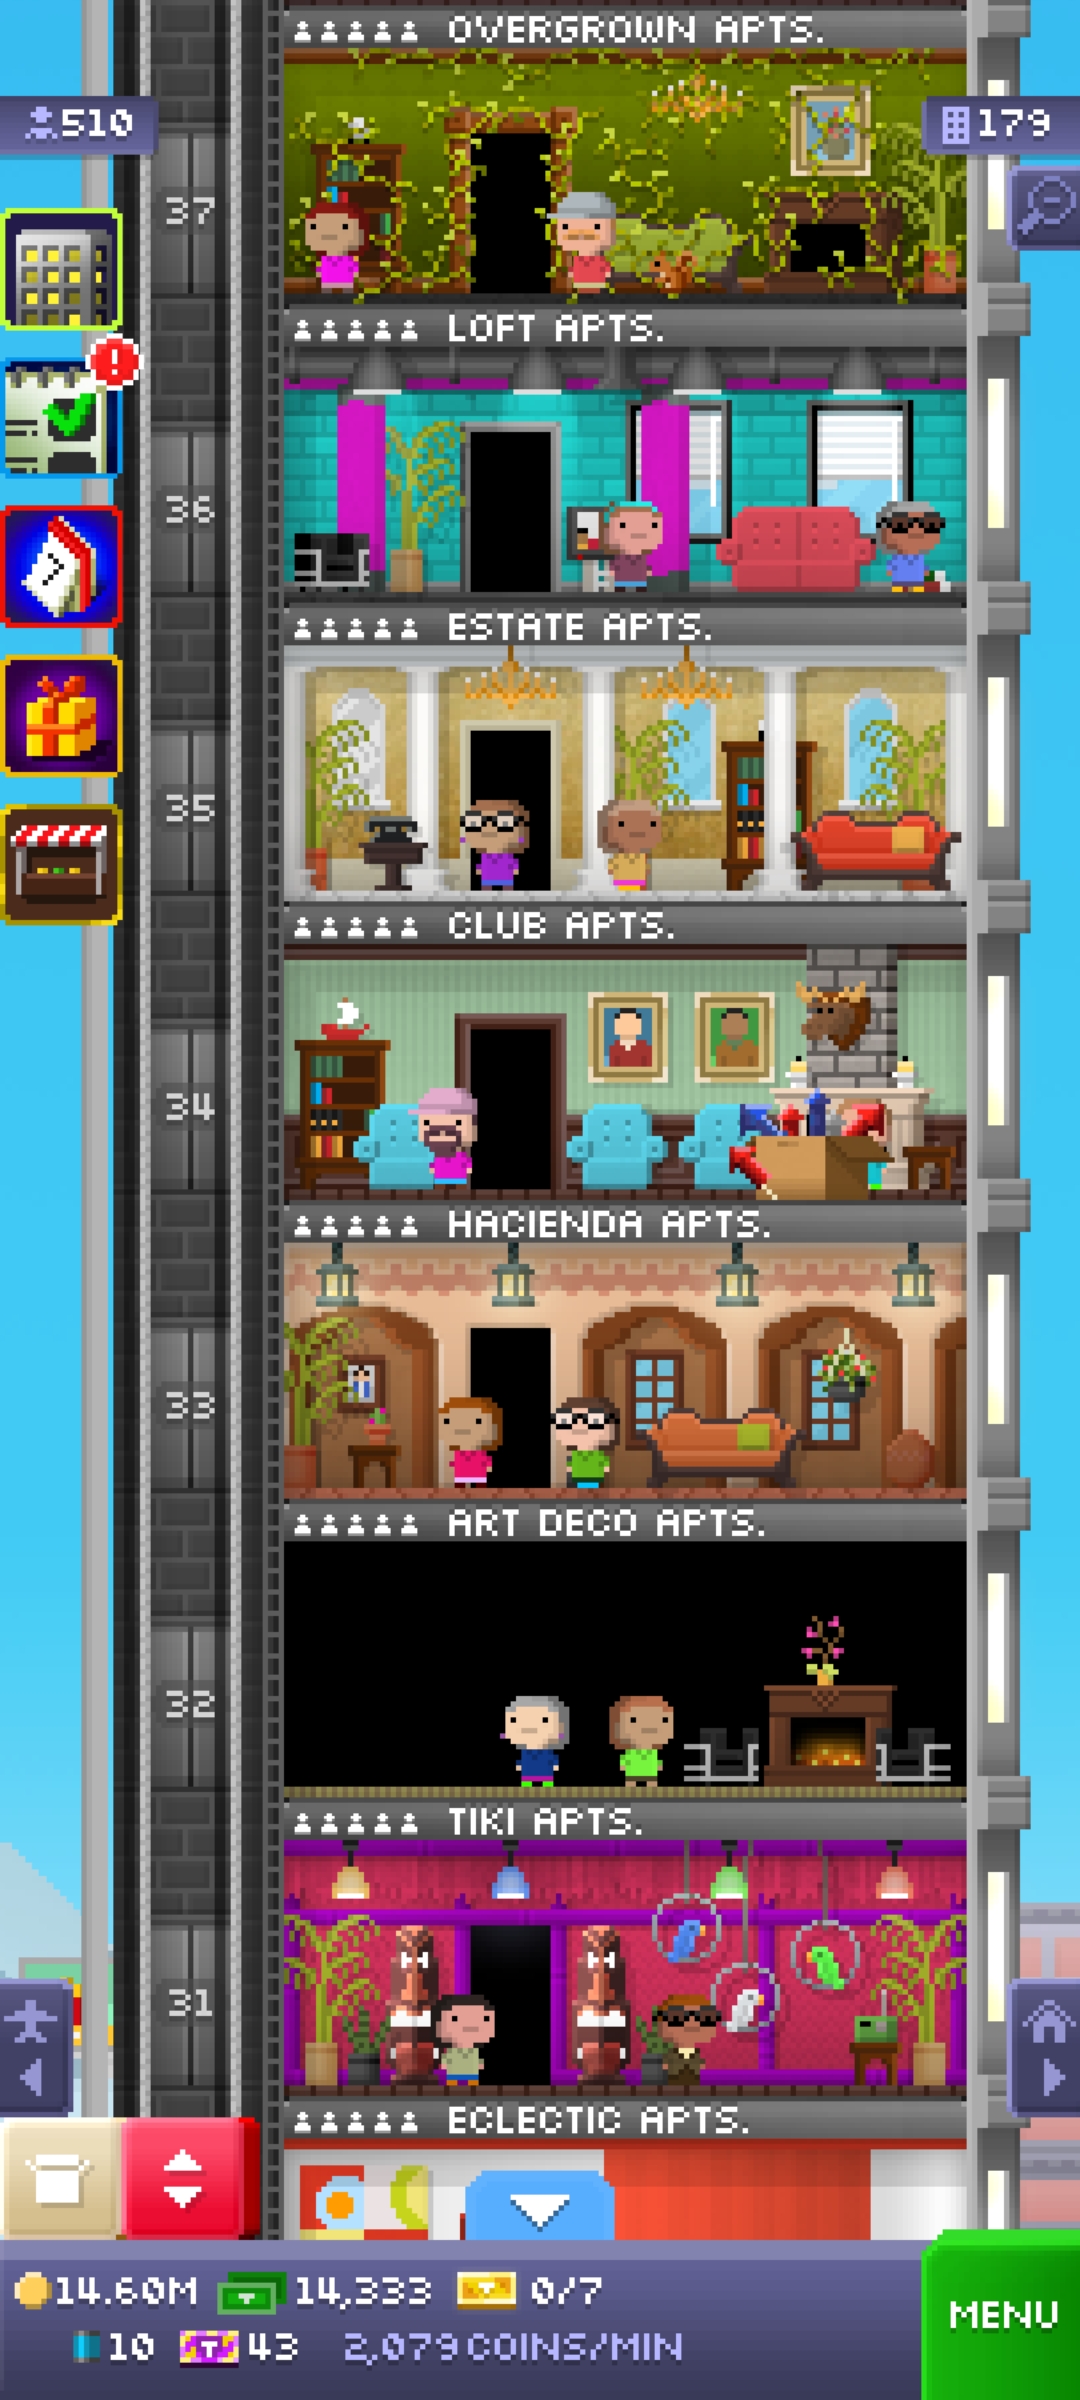 OVERGROWN APTS.
510
179
37
LOFT APTS.
36
ESTATE APTS.
35
CLUB APTS.
34
HACIENDA APTS.
33
ART DECO APTS.
32
TIKI APTS.
31
ECLECTIC APTS.
14.60M 14,333 0/7
MENU
10 43 2,079 COINS/MIN